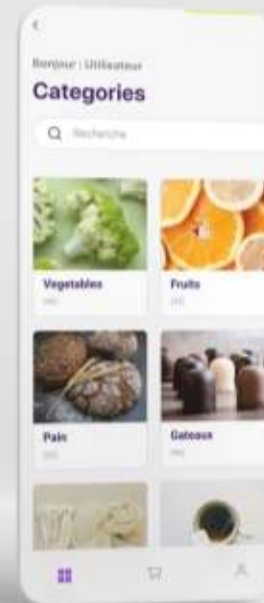 Bonjour : Utilisateur
Categories
Recherche
Vegetables
Fruits
Pain
Gateaux